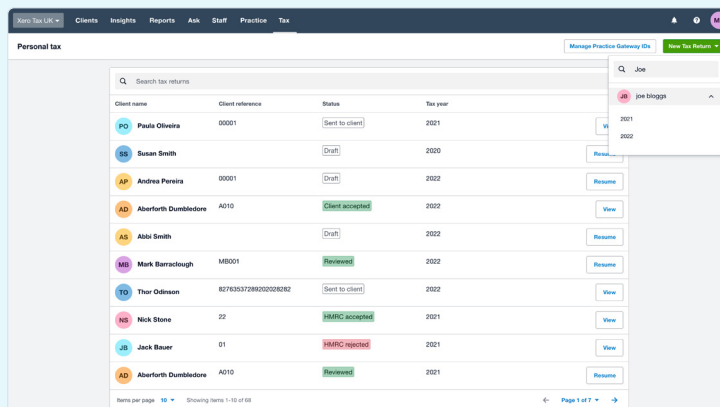 Xero Tax UK Clients Insights Reports Ask Staff Practice Tax
Personal tax
Manage Practice Gateway IDs New Tax Return
Joe
JB joe bloggs
2021
2022
Search tax returns
Client name Client reference Status Tax year
PO Paula Oliveira 00001 Sent to client 2021
SS Susan Smith Draft 2020
AP Andrea Pereira 00001 Draft 2022 Resume
AD Aberforth Dumbledore A010 Client accepted 2022 View
AS Abbi Smith Draft 2022 Resume
MB Mark Barraclough MB001 Reviewed 2022 Resume
TO Thor Odinson 82763537289202028282 Sent to client 2022 View
NS Nick Stone 22 HMRC accepted 2021 View
JB Jack Bauer 01 HMRC rejected 2021 View
AD Aberforth Dumbledore A010 Reviewed 2021 Resume
Items per page 10 Showing items 1-10 of 68 Page 1 of 7